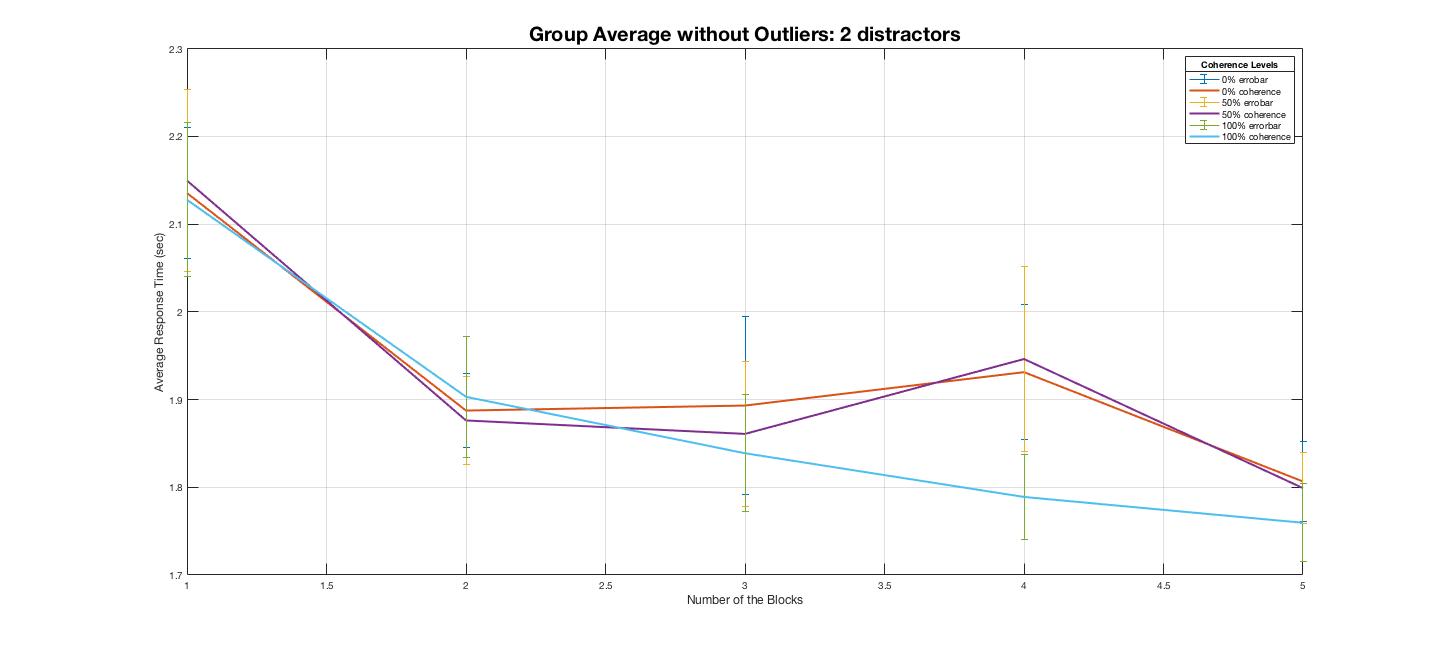 Group Average without Outliers: 2 distractors
2.3
2.2
2.1
2
1.9
1.8
1.7
Average Response Time (sec)
Coherence Levels
0% errobar
0% coherence
50% errobar
50% coherence
100% errorbar
100% coherence
1
1.5
2
2.5
3
3.5
4
4.5
5
Number of the Blocks